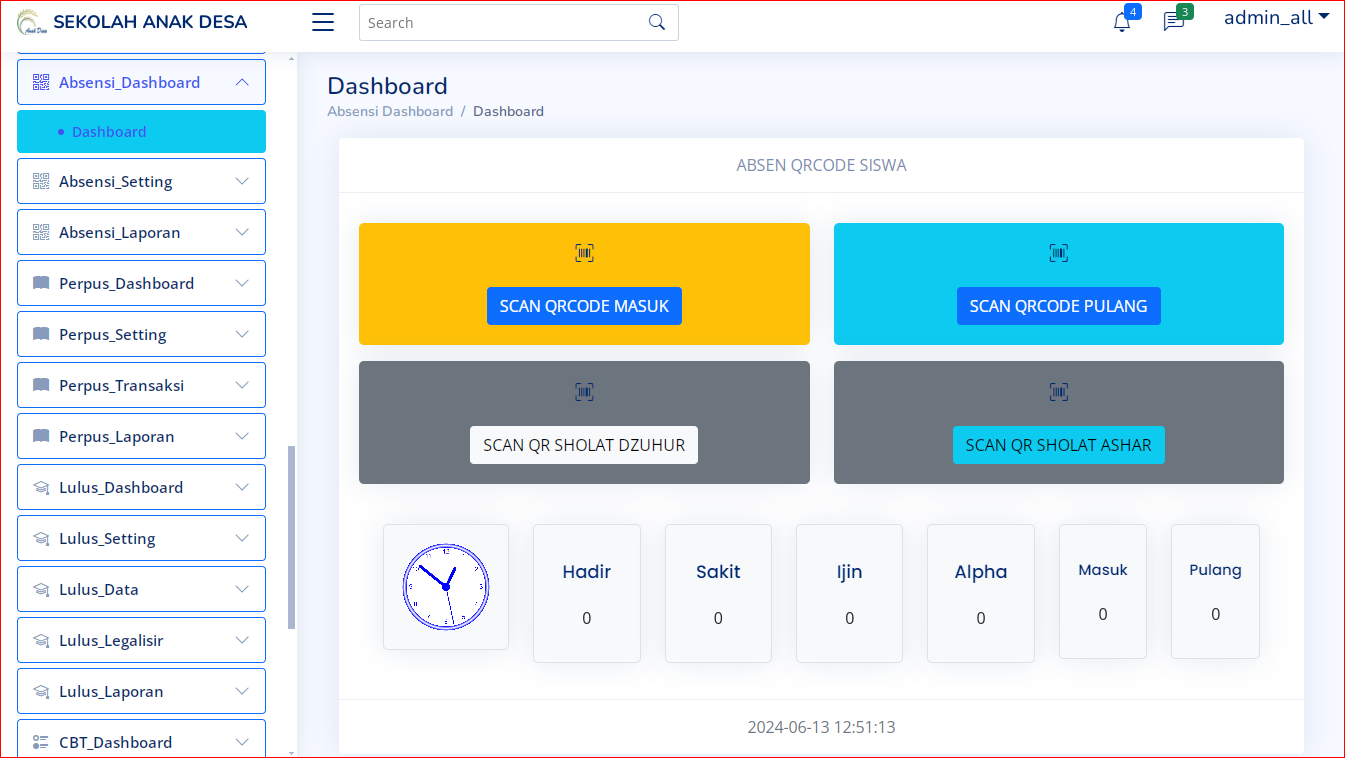 SEKOLAH ANAK DESA
Search
4
3
admin_all
Absensi_Dashboard
Dashboard
Absensi_Setting
Absensi_Laporan
Perpus_Dashboard
Perpus_Setting
Perpus_Transaksi
Perpus_Laporan
Lulus_Dashboard
Lulus_Setting
Lulus_Data
Lulus_Legalisir
Lulus_Laporan
CBT_Dashboard
Dashboard
Absensi Dashboard / Dashboard
ABSEN QRCODE SISWA
SCAN QRCODE MASUK
SCAN QRCODE PULANG
SCAN QR SHOLAT DZUHUR
SCAN QR SHOLAT ASHAR
Hadir
0
Sakit
0
Ijin
0
Alpha
0
Masuk
0
Pulang
0
2024-06-13 12:51:13